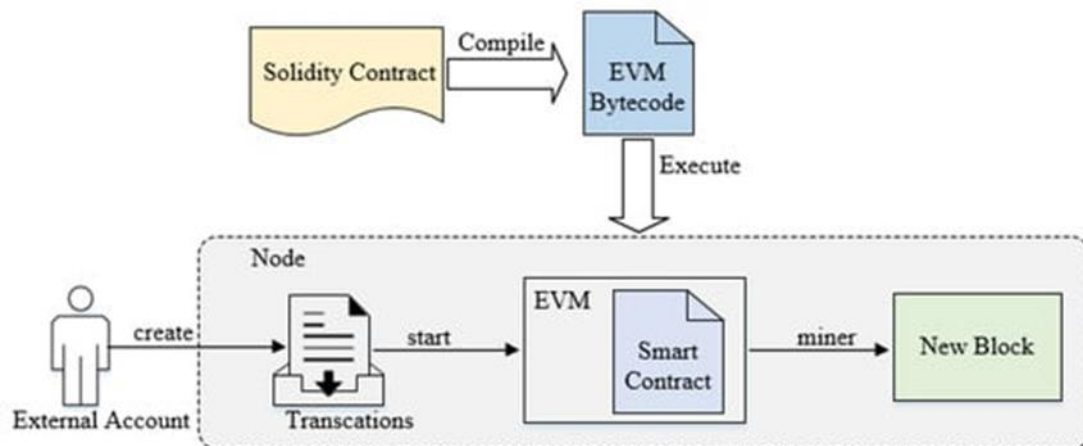 Compile
Solidity Contract
EVM
Bytecode
Execute
Node
EVM
create
start
miner
New Block
Smart
Contract
External Account
Transcations